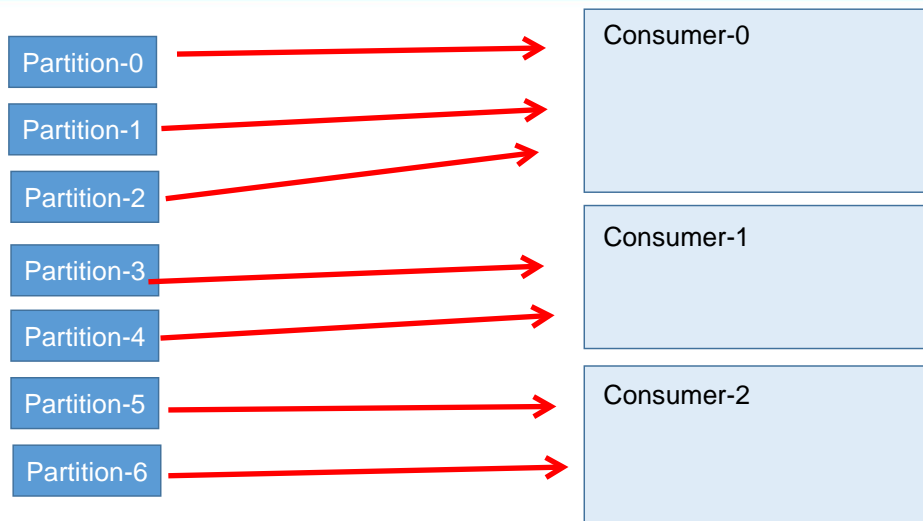 Partition-0
Partition-1
Partition-2
Partition-3
Partition-4
Partition-5
Partition-6
Consumer-0
Consumer-1
Consumer-2